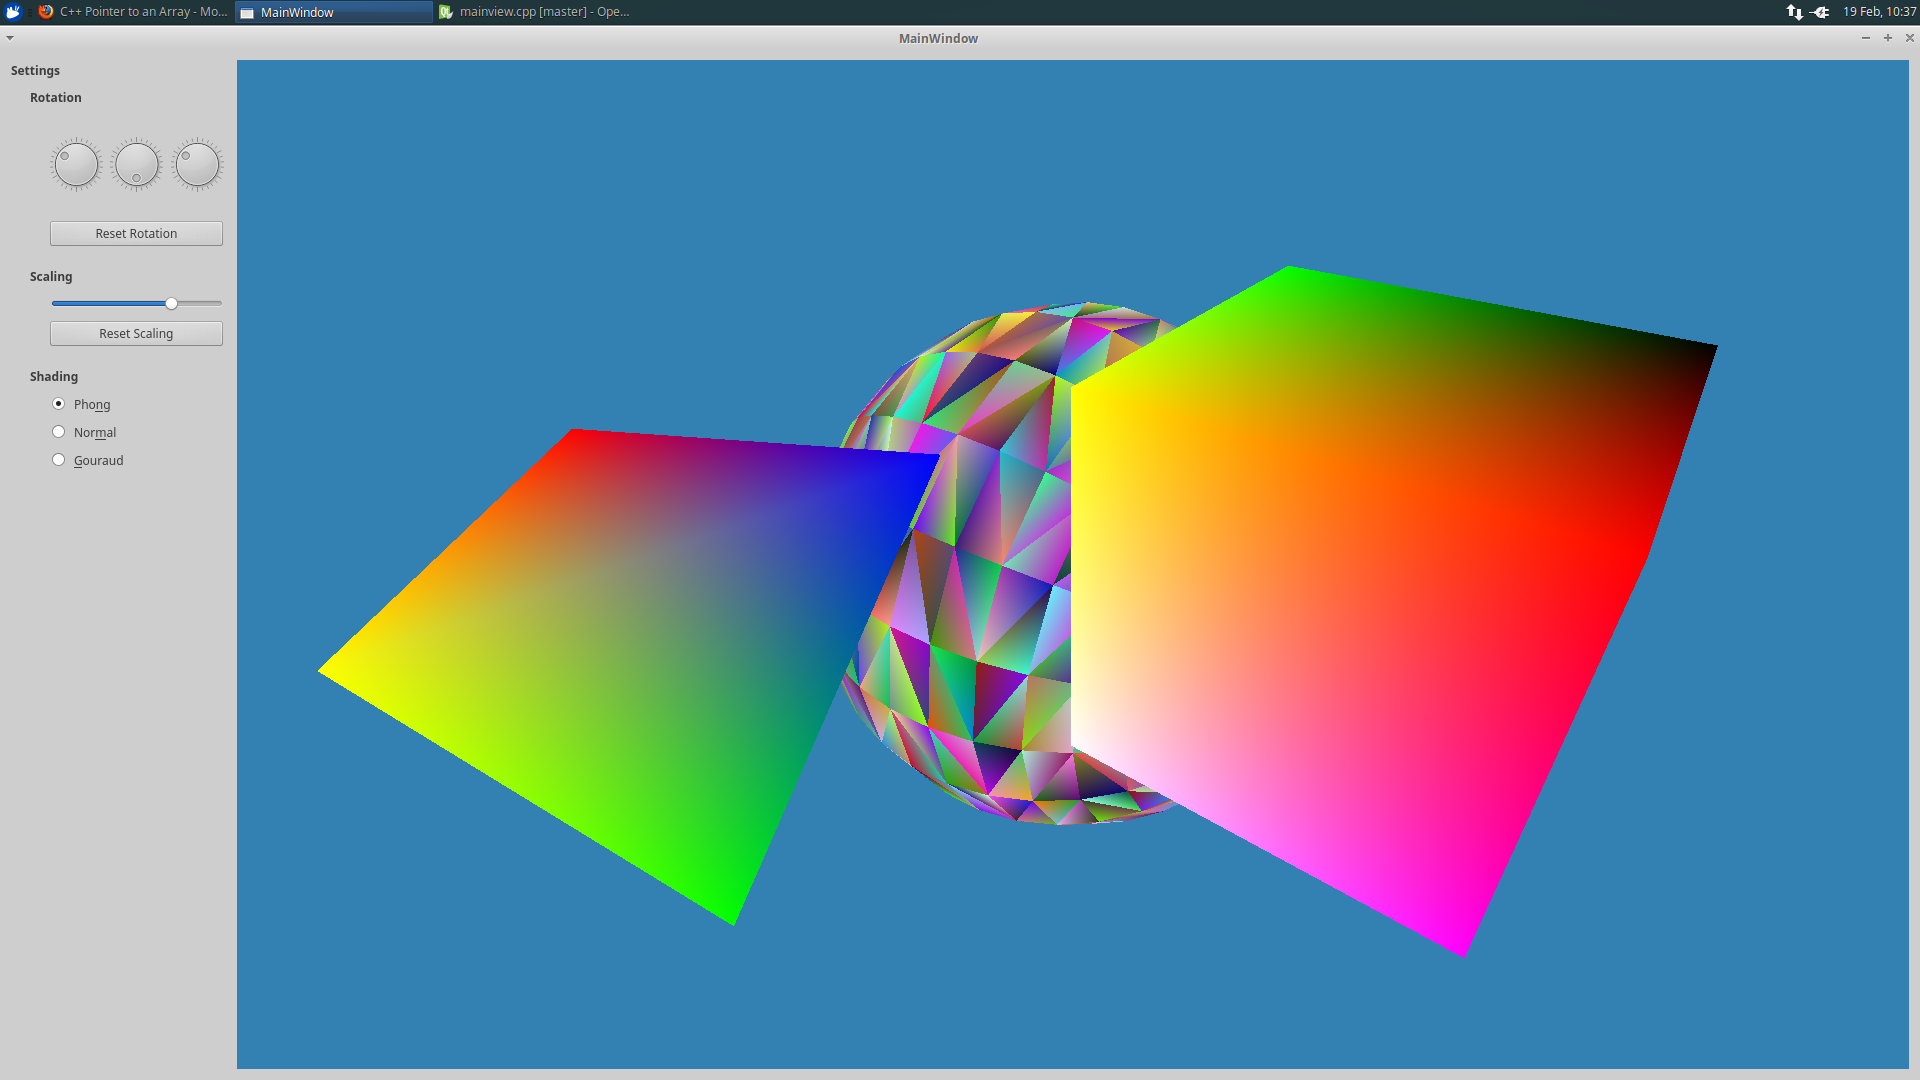 C++ Pointer to an Array - Mo...
MainWindow
mainview.cpp [master] - Ope...
19 Feb, 10:37
MainWindow
Settings
Rotation
Reset Rotation
Scaling
Reset Scaling
Shading
Phong
Normal
Gouraud